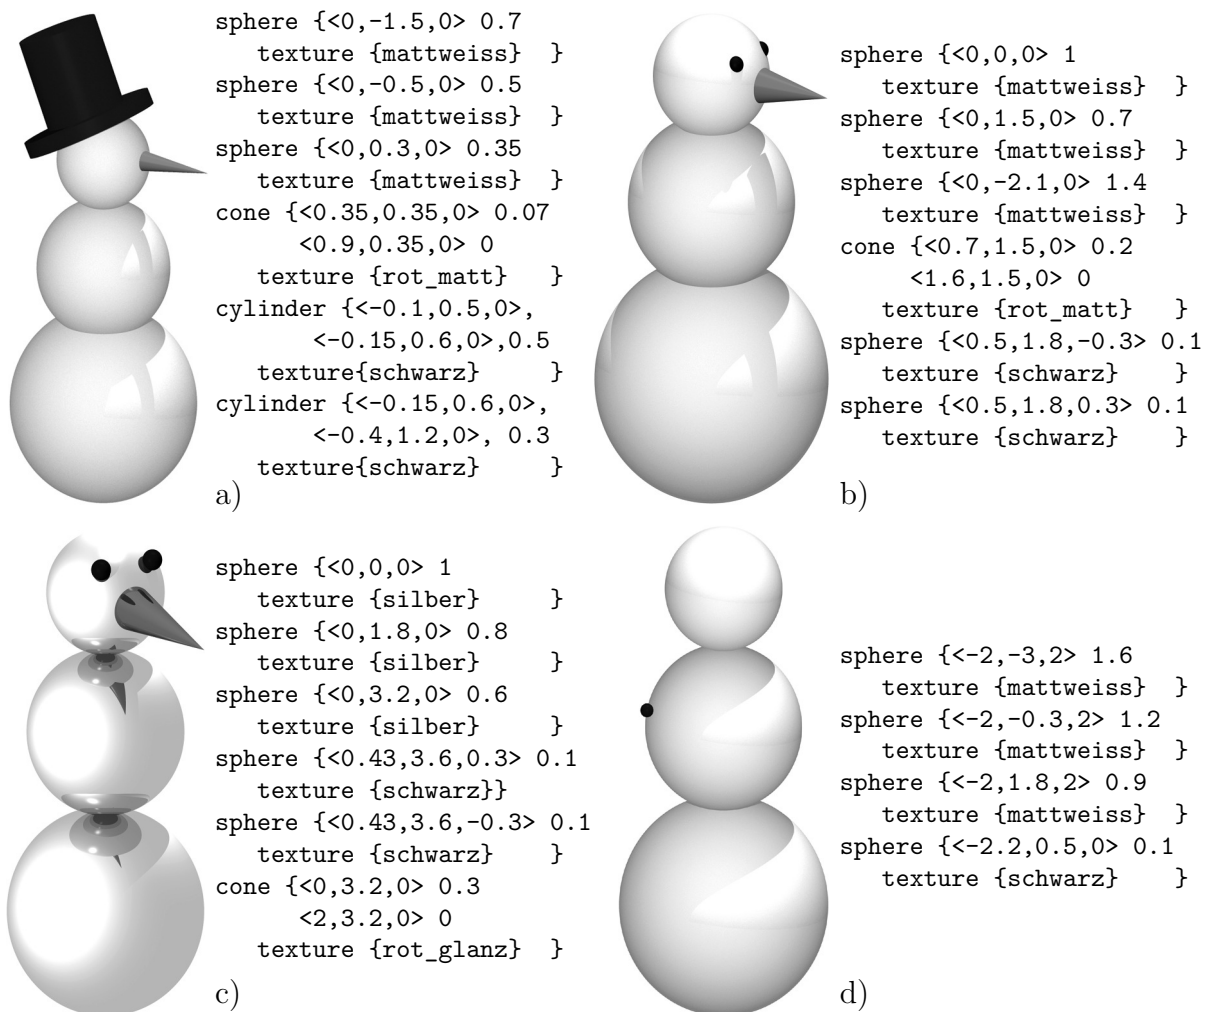 sphere {<0,-1.5,0> 0.7
texture {mattweiss} }
sphere {<0,-0.5,0> 0.5
texture {mattweiss} }
sphere {<0,0.3,0> 0.35
texture {mattweiss} }
cone {<0.35,0.35,0> 0.07
<0.9,0.35,0> 0
texture {rot_matt} }
cylinder {<-0.1,0.5,0>,
<-0.15,0.6,0>,0.5
texture{schwarz} }
cylinder {<-0.15,0.6,0>,
<-0.4,1.2,0>, 0.3
texture{schwarz} }
a)
sphere {<0,0,0> 1
texture {mattweiss} }
sphere {<0,1.5,0> 0.7
texture {mattweiss} }
sphere {<0,-2.1,0> 1.4
texture {mattweiss} }
cone {<0.7,1.5,0> 0.2
<1.6,1.5,0> 0
texture {rot_matt} }
sphere {<0.5,1.8,-0.3> 0.1
texture {schwarz} }
sphere {<0.5,1.8,0.3> 0.1
texture {schwarz} }
b)
sphere {<0,0,0> 1
texture {silber} }
sphere {<0,1.8,0> 0.8
texture {silber} }
sphere {<0,3.2,0> 0.6
texture {silber} }
sphere {<0.43,3.6,0.3> 0.1
texture {schwarz}}
sphere {<0.43,3.6,-0.3> 0.1
texture {schwarz} }
cone {<0,3.2,0> 0.3
<2,3.2,0> 0
texture {rot_glanz} }
c)
sphere {<-2,-3,2> 1.6
texture {mattweiss} }
sphere {<-2,-0.3,2> 1.2
texture {mattweiss} }
sphere {<-2,1.8,2> 0.9
texture {mattweiss} }
sphere {<-2.2,0.5,0> 0.1
texture {schwarz} }
d)